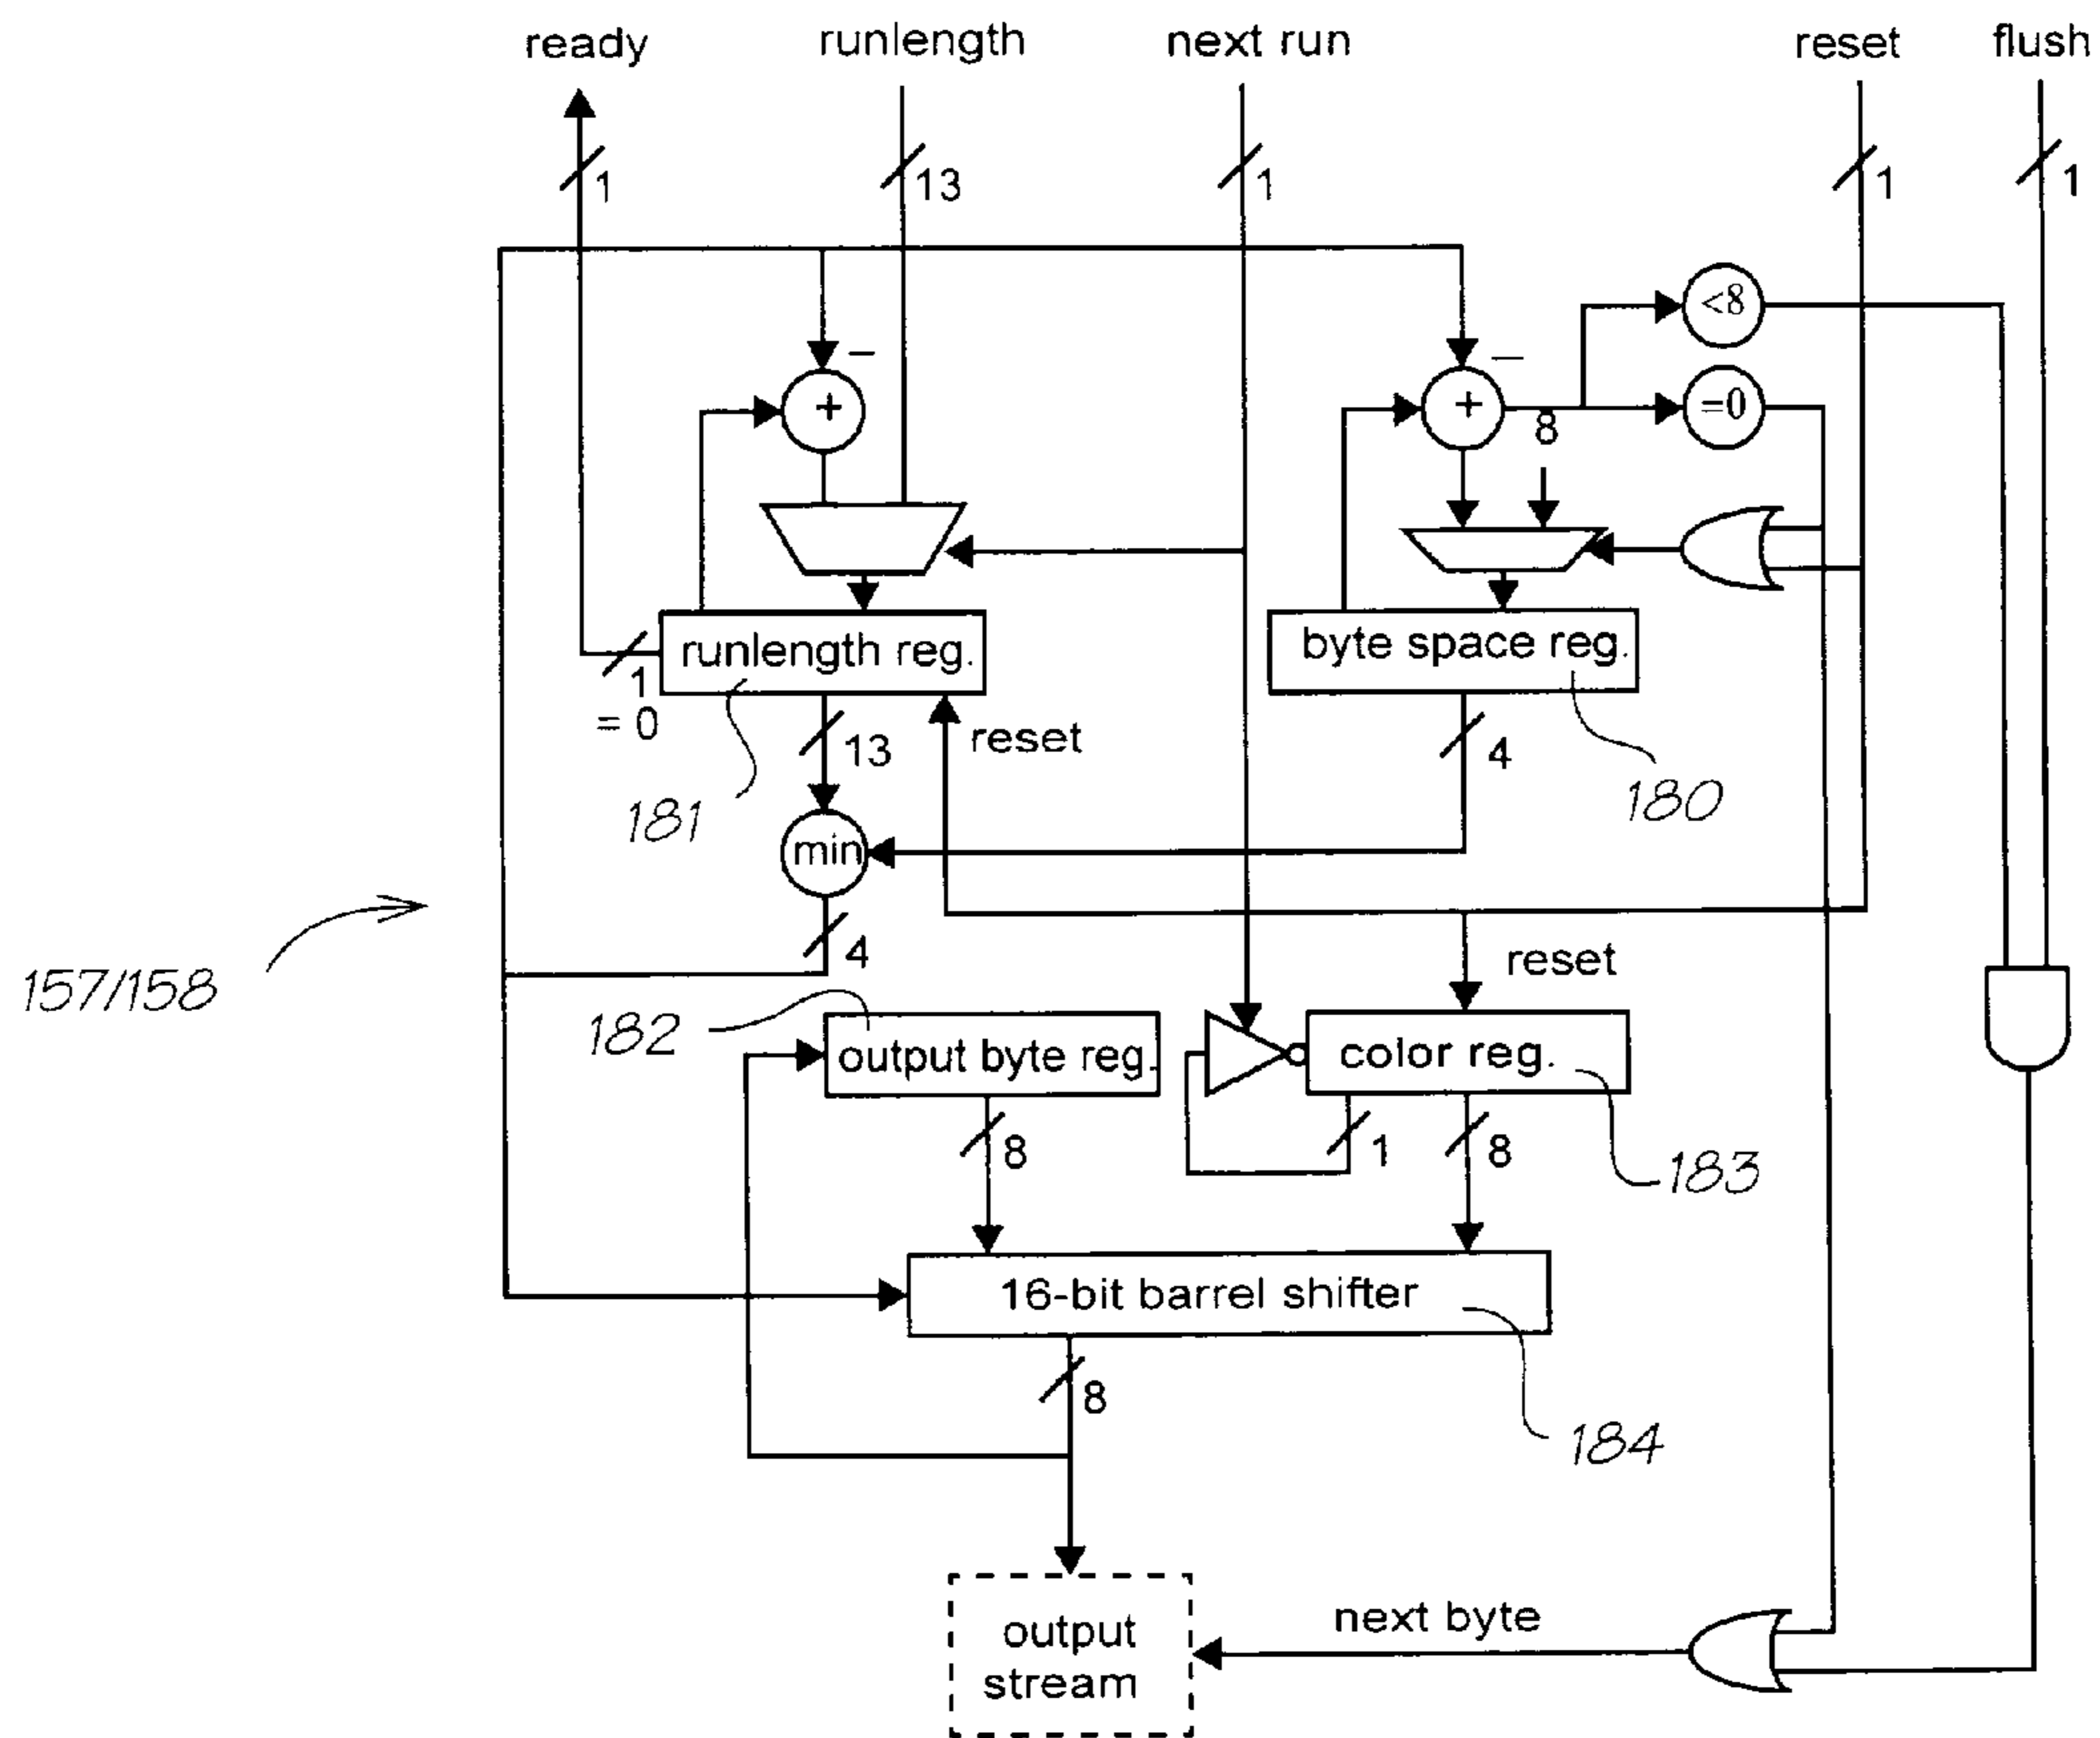 ready
runlength
next run
reset
flush
1
13
1
1
1
−
+
−
+
<8
=0
8
runlength reg.
byte space reg.
1
= 0
13
reset
4
181
180
min
4
reset
157/158
182
output byte reg.
color reg.
8
1
8
183
16-bit barrel shifter
8
184
next byte
output
stream